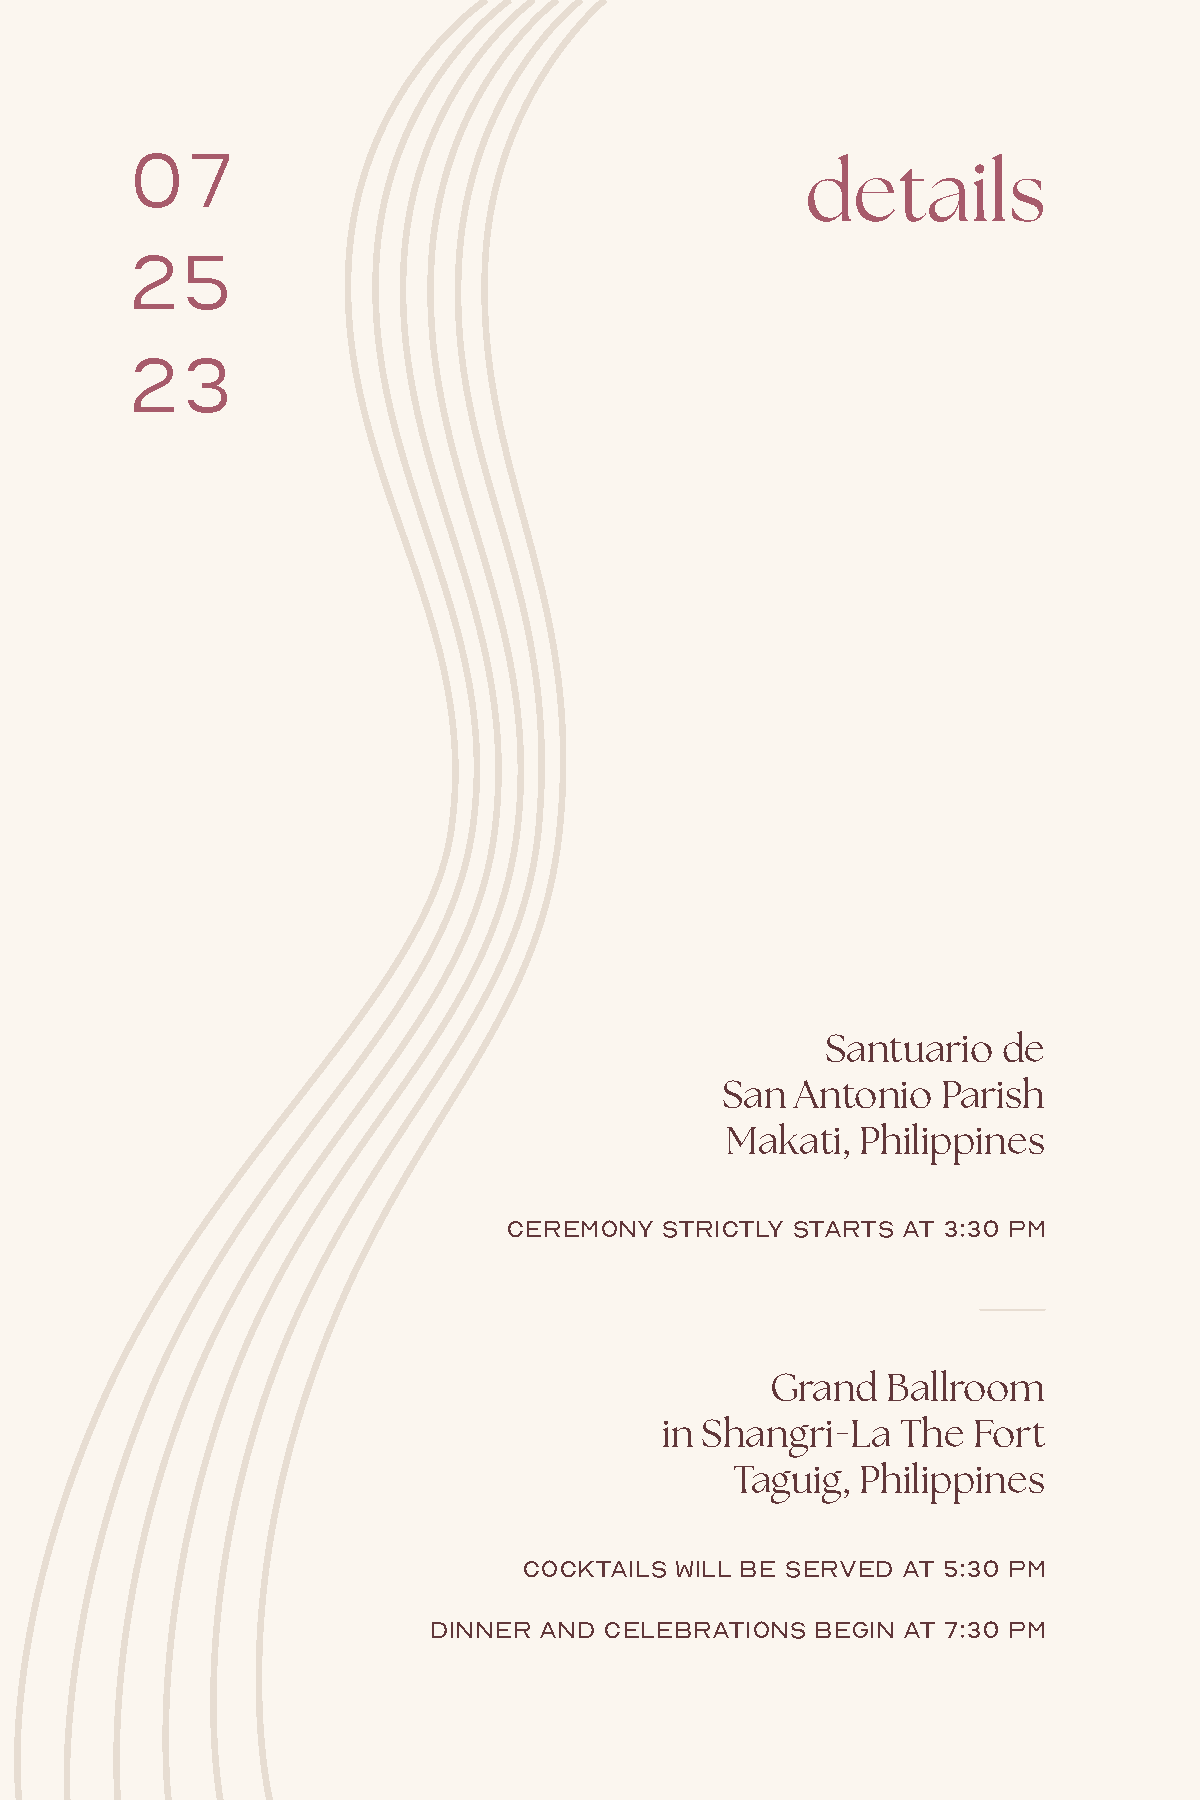 07
25
23
details
Santuario de
San Antonio Parish
Makati, Philippines
CEREMONY STRICTLY STARTS AT 3:30 PM
Grand Ballroom
in Shangri-La The Fort
Taguig, Philippines
COCKTAILS WILL BE SERVED AT 5:30 PM
DINNER AND CELEBRATIONS BEGIN AT 7:30 PM